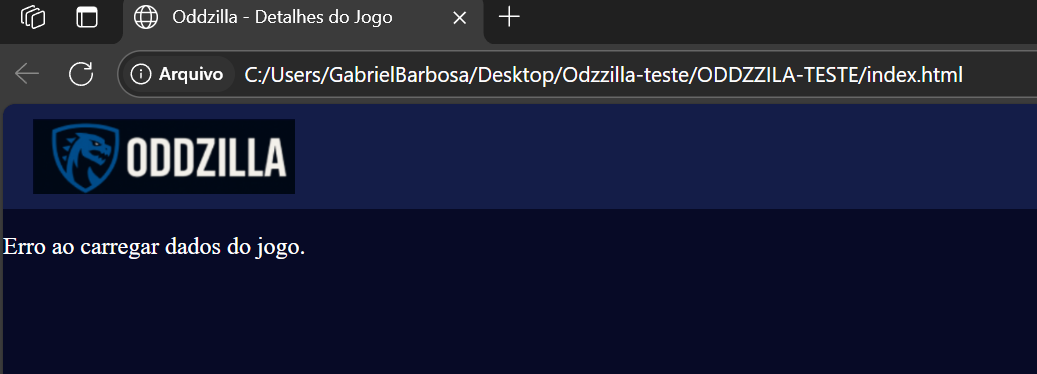 Oddzilla - Detalhes do Jogo
Arquivo C:/Users/GabrielBarbosa/Desktop/Odzzilla-teste/ODDZZILA-TESTE/index.html
ODDZILLA
Erro ao carregar dados do jogo.